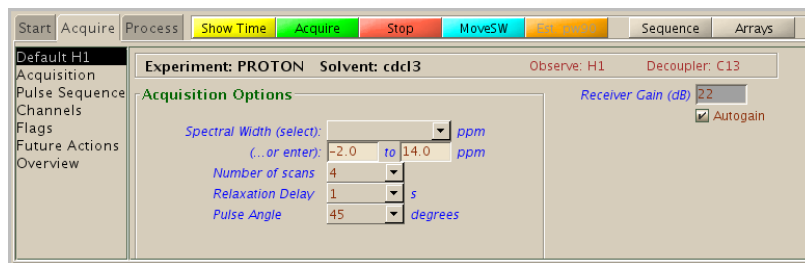 Start Acquire Process Show Time Acquire Stop MoveSW Sequence Arrays
Default H1
Acquisition
Pulse Sequence
Channels
Flags
Future Actions
Overview
Experiment: PROTON Solvent: cdcl3 Observe: H1 Decoupler: C13
Acquisition Options
Receiver Gain (dB) 22
Autogain
Spectral Width (select): ppm
(...or enter): -2.0 to 14.0 ppm
Number of scans 4
Relaxation Delay 1 s
Pulse Angle 45 degrees